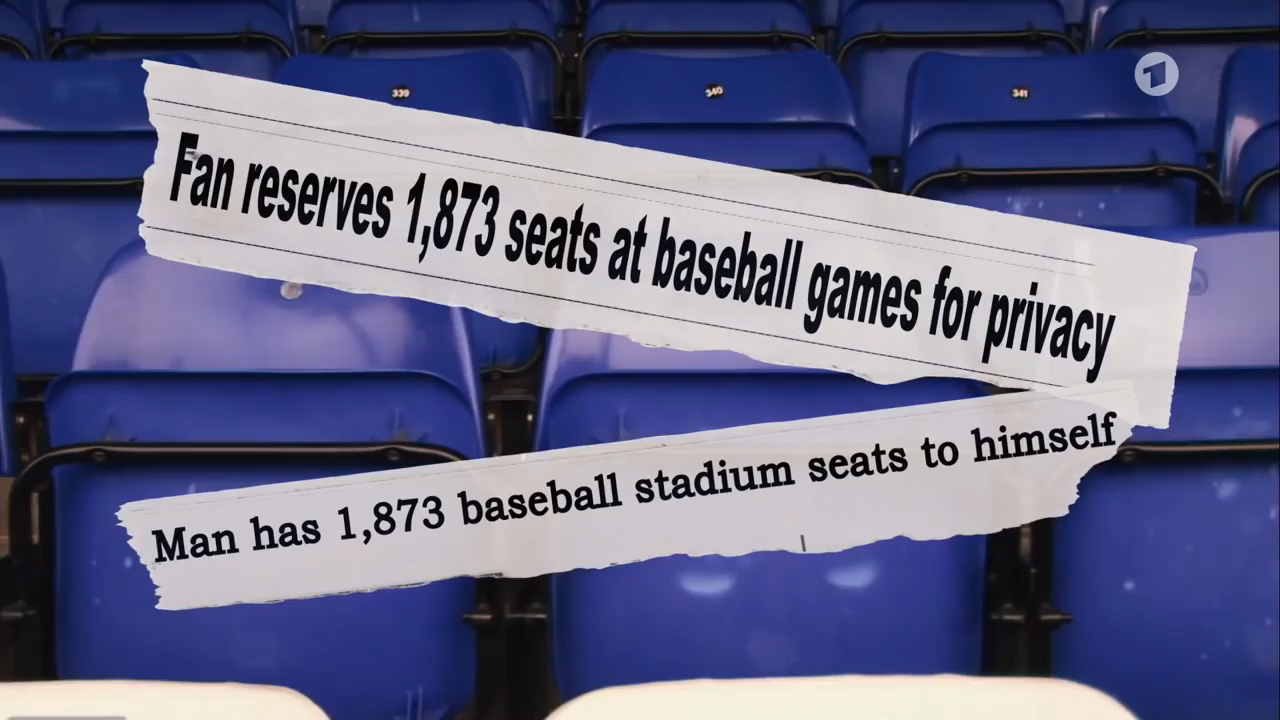 339
340
341
1
Fan reserves 1,873 seats at baseball games for privacy
Man has 1,873 baseball stadium seats to himself